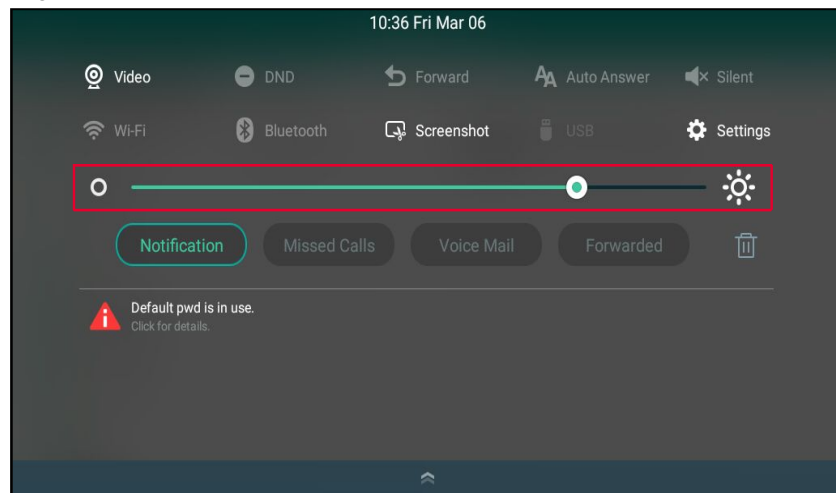 10:36 Fri Mar 06
Video DND Forward Auto Answer Silent
Wi-Fi Bluetooth Screenshot USB Settings
Notification Missed Calls Voice Mail Forwarded
Default pwd is in use.
Click for details.